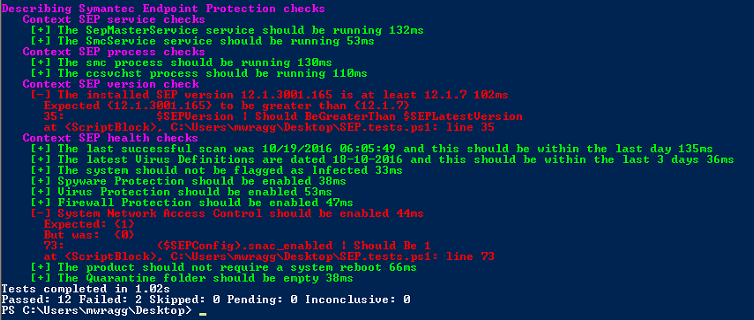 Describing Symantec Endpoint Protection checks
Context SEP service checks
[+] The SepMasterService service should be running 132ms
[+] The SmcService service should be running 53ms
Context SEP process checks
[+] The smc process should be running 130ms
[+] The ccsvchst process should be running 110ms
Context SEP version check
[-] The installed SEP version 12.1.3001.165 is at least 12.1.7 102ms
Expected {12.1.3001.165} to be greater than {12.1.7}
35: $SEPVersion | Should BeGreaterThan $SEPLatestVersion
at <ScriptBlock>, C:\Users\mwragg\Desktop\SEP.tests.ps1: line 35
Context SEP health checks
[+] The last successful scan was 10/19/2016 06:05:49 and this should be within the last day 135ms
[+] The latest Virus Definitions are dated 18-10-2016 and this should be within the last 3 days 36ms
[+] The system should not be flagged as Infected 33ms
[+] Spyware Protection should be enabled 38ms
[+] Virus Protection should be enabled 53ms
[+] Firewall Protection should be enabled 47ms
[-] System Network Access Control should be enabled 44ms
Expected: {1}
But was: {0}
73: ($SEPConfig).snac_enabled | Should Be 1
at <ScriptBlock>, C:\Users\mwragg\Desktop\SEP.tests.ps1: line 73
[+] The product should not require a system reboot 66ms
[+] The Quarantine folder should be empty 38ms
Tests completed in 1.02s
Passed: 12 Failed: 2 Skipped: 0 Pending: 0 Inconclusive: 0
PS C:\Users\mwragg\Desktop> _